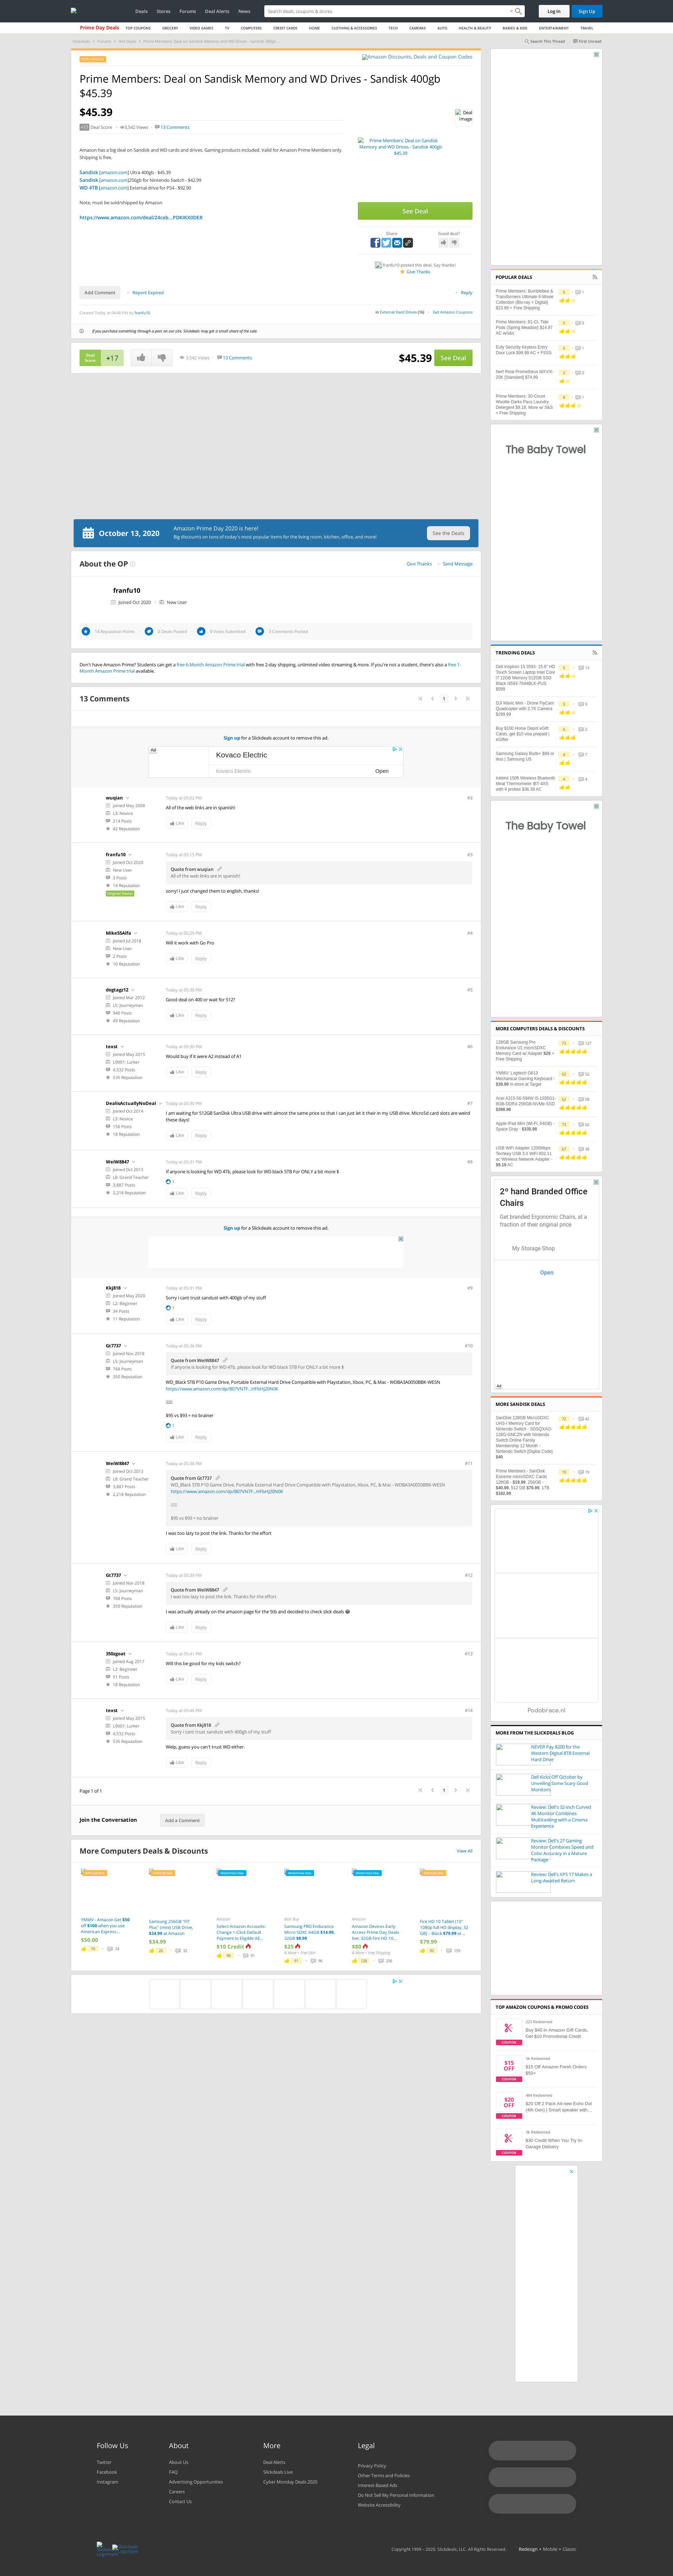 Deals
Stores
Forums
Deal Alerts
News
Search deals, coupons & stores
Log In
Sign Up
Prime Day Deals
TOP COUPONS
GROCERY
VIDEO GAMES
TV
COMPUTERS
CREDIT CARDS
HOME
CLOTHING & ACCESSORIES
TECH
CAMERAS
AUTO
HEALTH & BEAUTY
BABIES & KIDS
ENTERTAINMENT
TRAVEL
Search This Thread
First Unread
Amazon Discounts, Deals and Coupon Codes
Prime Members: Deal on Sandisk Memory and WD Drives - Sandisk 400gb
$45.39
$45.39
Deal image
+17 Deal Score
3,542 Views
13 Comments
Prime Members: Deal on Sandisk Memory and WD Drives - Sandisk 400gb $45.39
Amazon has a big deal on Sandisk and WD cards and drives. Gaming products included. Valid for Amazon Prime Members only. Shipping is free.
Sandisk [amazon.com] Ultra 400gb - $45.39
Sandisk [amazon.com]256gb for Nintendo Switch - $42.99
WD 4TB [amazon.com] External drive for PS4 - $92.90
Note, must be sold/shipped by Amazon
https://www.amazon.com/deal/24ceb...PDKIKX0DER
See Deal
Share
Good deal?
franfu10 posted this deal. Say thanks!
Give Thanks
Add Comment
Report Expired
Reply
Created Today at 04:48 PM by franfu10
in External Hard Drives (16)
Get Amazon Coupons
If you purchase something through a post on our site, Slickdeals may get a small share of the sale.
Deal Score
+17
3,542 Views
13 Comments
$45.39
See Deal
October 13, 2020
Amazon Prime Day 2020 is here!
Big discounts on tons of today's most popular items for the living room, kitchen, office, and more!
See the Deals
About the OP
Give Thanks
Send Message
franfu10
Joined Oct 2020
New User
14 Reputation Points
2 Deals Posted
0 Votes Submitted
3 Comments Posted
Don't have Amazon Prime? Students can get a free 6-Month Amazon Prime trial with free 2-day shipping, unlimited video streaming & more. If you're not a student, there's also a free 1-Month Amazon Prime trial available.
13 Comments
1
Sign up for a Slickdeals account to remove this ad.
Ad
Kovaco Electric
Kovaco Electric
Open
wuqian
Today at 05:02 PM
#2
Joined May 2008
L3: Novice
214 Posts
42 Reputation
All of the web links are in spanish!
Like
Reply
franfu10
Today at 05:15 PM
#3
Joined Oct 2020
New User
3 Posts
14 Reputation
Original Poster
Quote from wuqian
All of the web links are in spanish!
sorry! I just changed them to english, thanks!
Like
Reply
Mike55Alfa
Today at 05:29 PM
#4
Joined Jul 2018
New User
2 Posts
10 Reputation
Will it work with Go Pro
Like
Reply
dogtagz12
Today at 05:30 PM
#5
Joined Mar 2012
L5: Journeyman
940 Posts
49 Reputation
Good deal on 400 or wait for 512?
Like
Reply
texst
Today at 05:30 PM
#6
Joined May 2015
L9001: Lurker
4,532 Posts
535 Reputation
Would buy if it were A2 instead of A1
Like
Reply
DealisActuallyNoDeal
Today at 05:30 PM
#7
Joined Oct 2014
L3: Novice
156 Posts
18 Reputation
I am waiting for 512GB SanDisk Ultra USB drive with almost the same cost so that I can just let it their in my USB drive. MicroSd card slots are weird these days!
Like
Reply
WeiW8847
Today at 05:31 PM
#8
Joined Oct 2013
L8: Grand Teacher
3,887 Posts
2,218 Reputation
If anyone is looking for WD 4Tb, please look for WD black 5TB For ONLY a bit more $
1
Like
Reply
Sign up for a Slickdeals account to remove this ad.
Kkj818
Today at 05:31 PM
#9
Joined May 2020
L2: Beginner
34 Posts
11 Reputation
Sorry i cant trust sandust with 400gb of my stuff
1
Like
Reply
Gt7737
Today at 05:36 PM
#10
Joined Nov 2018
L5: Journeyman
768 Posts
350 Reputation
Quote from WeiW8847
If anyone is looking for WD 4Tb, please look for WD black 5TB For ONLY a bit more $
WD_Black 5TB P10 Game Drive, Portable External Hard Drive Compatible with Playstation, Xbox, PC, & Mac - WDBA3A0050BBK-WESN
https://www.amazon.com/dp/B07VNTF...HFbHJ20N0K
$95 vs $93 = no brainer
1
Like
Reply
WeiW8847
Today at 05:38 PM
#11
Joined Oct 2013
L8: Grand Teacher
3,887 Posts
2,218 Reputation
Quote from Gt7737
WD_Black 5TB P10 Game Drive, Portable External Hard Drive Compatible with Playstation, Xbox, PC, & Mac - WDBA3A0050BBK-WESN
https://www.amazon.com/dp/B07VNTF...HFbHJ20N0K
$95 vs $93 = no brainer
I was too lazy to post the link. Thanks for the effort
Like
Reply
Gt7737
Today at 05:39 PM
#12
Joined Nov 2018
L5: Journeyman
768 Posts
350 Reputation
Quote from WeiW8847
I was too lazy to post the link. Thanks for the effort
I was actually already on the amazon page for the 5tb and decided to check slick deals
Like
Reply
350zgoat
Today at 05:41 PM
#13
Joined Aug 2017
L2: Beginner
51 Posts
18 Reputation
Will this be good for my kids switch?
Like
Reply
texst
Today at 05:46 PM
#14
Joined May 2015
L9001: Lurker
4,532 Posts
535 Reputation
Quote from Kkj818
Sorry i cant trust sandust with 400gb of my stuff
Welp, guess you can't trust WD either.
Like
Reply
Page 1 of 1
1
Join the Conversation
Add a Comment
More Computers Deals & Discounts
View All
YMMV - Amazon Get $50 off $100 when you use American Express...
$50.00
Samsung 256GB "FIT Plus" (mini) USB Drive, $34.99 at Amazon
$34.99
Amazon
Select Amazon Accounts: Change 1-Click Default Payment to Eligible AE...
$10 Credit
Best Buy
Samsung PRO Endurance Micro SDXC 64GB $14.99, 32GB $8.99
$25
Amazon
Amazon Devices Early Access Prime Day Deals live: 32GB Fire HD 10...
$80
& More + Free Shipping
Fire HD 10 Tablet (10" 1080p full HD display, 32 GB) – Black $79.99 or...
$79.99
POPULAR DEALS
Prime Members: Bumblebee & Transformers Ultimate 6-Movie Collection (Blu-ray + Digital) $23.99 + Free Shipping
Prime Members: 81-Ct. Tide Pods (Spring Meadow) $14.97 AC w/s&s
Eufy Security Keyless Entry Door Lock $99.99 AC + FSSS
Nerf Rival Prometheus MXVIII-20K [Standard] $74.99
Prime Members: 30-Count Woolite Darks Pacs Laundry Detergent $9.18, More w/ S&S + Free Shipping
The Baby Towel
TRENDING DEALS
Dell Inspiron 15 3593: 15.6" HD Touch Screen Laptop Intel Core i7 12GB Memory 512GB SSD Black i3593-7644BLK-PUS $599
DJI Mavic Mini - Drone FlyCam Quadcopter with 2.7K Camera $299.99
Buy $100 Home Depot eGift Cards, get $10 visa prepaid | eGifter
Samsung Galaxy Buds+ $99 or less | Samsung US
Inkbird 150ft Wireless Bluetooth Meat Thermometer IBT-4XS with 4 probes $36.39 AC
The Baby Towel
MORE COMPUTERS DEALS & DISCOUNTS
128GB Samsung Pro Endurance U1 microSDXC Memory Card w/ Adapter $28 + Free Shipping
YMMV: Logitech G613 Mechanical Gaming Keyboard - $39.99 in-store at Target
Acer A315-56-594W i5-1035G1-8GB-DDR4-256GB-NVMe-SSD $399.98
Apple iPad Mini (Wi-Fi, 64GB) - Space Gray - $335.98
USB WiFi Adapter 1200Mbps Techkey USB 3.0 WiFi 802.11 ac Wireless Network Adapter - $9.19 AC
2º hand Branded Office Chairs
Get branded Ergonomic Chairs, at a fraction of their original price
My Storage Shop
Open
Ad
MORE SANDISK DEALS
SanDisk 128GB MicroSDXC UHS-I Memory Card for Nintendo Switch - SDSQXAO-128G-GNCZN with Nintendo Switch Online Family Membership 12 Month - Nintendo Switch [Digital Code] $40
Prime Members - SanDisk Extreme microSDXC Cards: 128GB - $19.99, 256GB - $40.99, 512 GB $79.99, 1TB $182.99
Podobrace.nl
MORE FROM THE SLICKDEALS BLOG
NEVER Pay $200 for the Western Digital 8TB External Hard Drive
Dell Kicks Off October by Unveiling Some Scary Good Monitors
Review: Dell's 32-Inch Curved 4K Monitor Combines Multitasking with a Cinema Experience
Review: Dell's 27 Gaming Monitor Combines Speed and Color Accuracy in a Mature Package
Review: Dell's XPS 17 Makes a Long-Awaited Return
TOP AMAZON COUPONS & PROMO CODES
COUPON
Buy $40 in Amazon Gift Cards, Get $10 Promotional Credit
$15 OFF
COUPON
$15 Off Amazon Fresh Orders $50+
$20 OFF
COUPON
$20 Off 2 Pack All-new Echo Dot (4th Gen) | Smart speaker with...
COUPON
$30 Credit When You Try In-Garage Delivery
Follow Us
Twitter
Facebook
Instagram
About
About Us
FAQ
Advertising Opportunities
Careers
Contact Us
More
Deal Alerts
Slickdeals Live
Cyber Monday Deals 2020
Legal
Privacy Policy
Other Terms and Policies
Interest-Based Ads
Do Not Sell My Personal Information
Website Accessibility
Copyright 1999 - 2020. Slickdeals, LLC. All Rights Reserved.
Redesign • Mobile • Classic